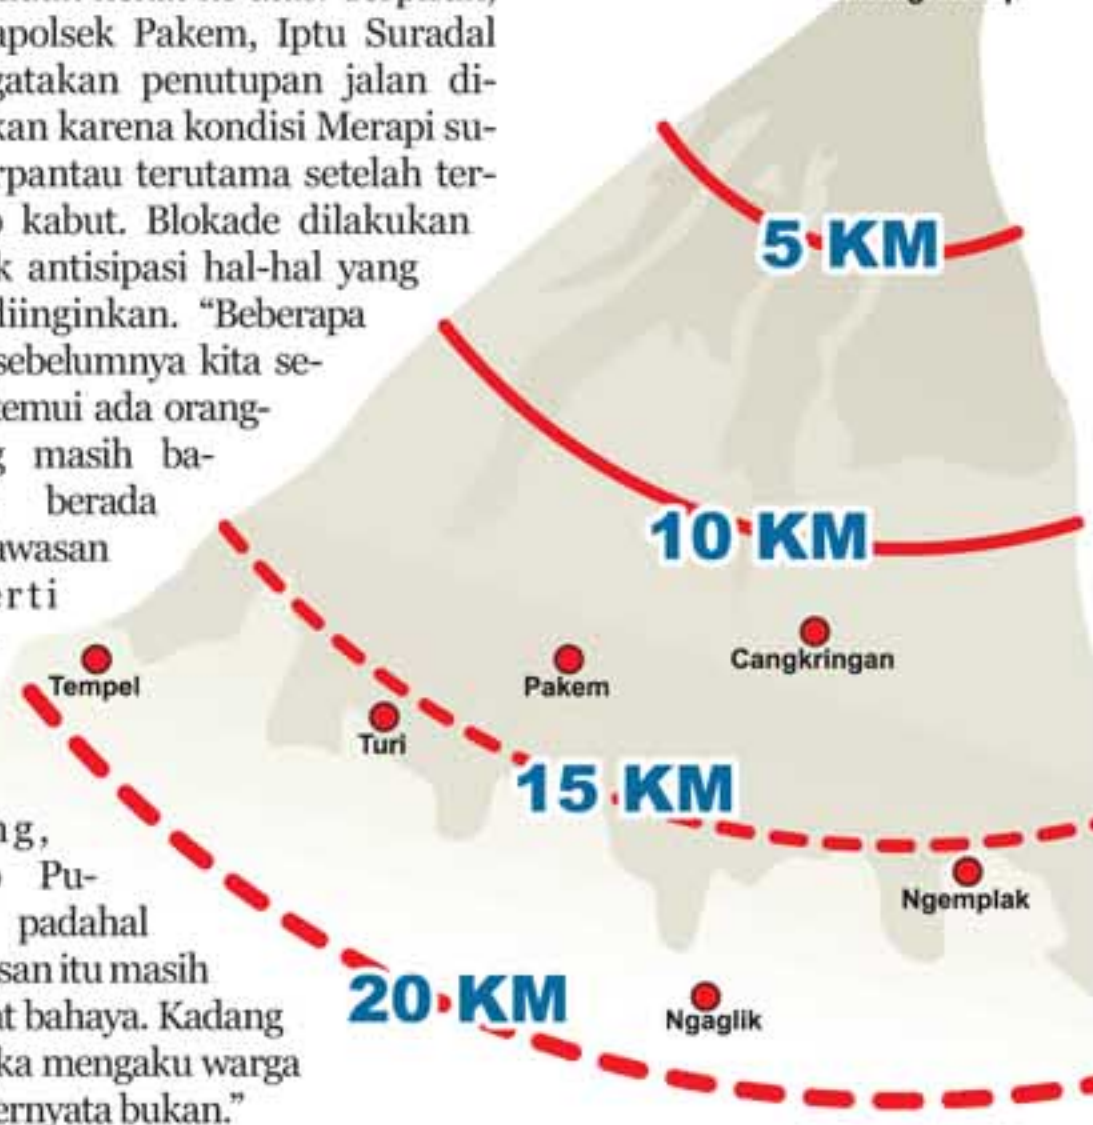 apolsek Pakem, Iptu Suradal
gatakan penutupan jalan di-
kan karena kondisi Merapi su-
rpantau terutama setelah ter-
kabut. Blokade dilakukan
k antisipasi hal-hal yang
diinginkan. “Beberapa
sebelumnya kita se-
temui ada orang-
g masih ba-
berada
awasan
erti
ng,
Pu-
padahal
san itu masih
at bahaya. Kadang
ka mengaku warga
ernyata bukan.”
5 KM
10 KM
Cangkringan
Tempel
Pakem
Turi
15 KM
Ngemplak
20 KM
Ngaglik